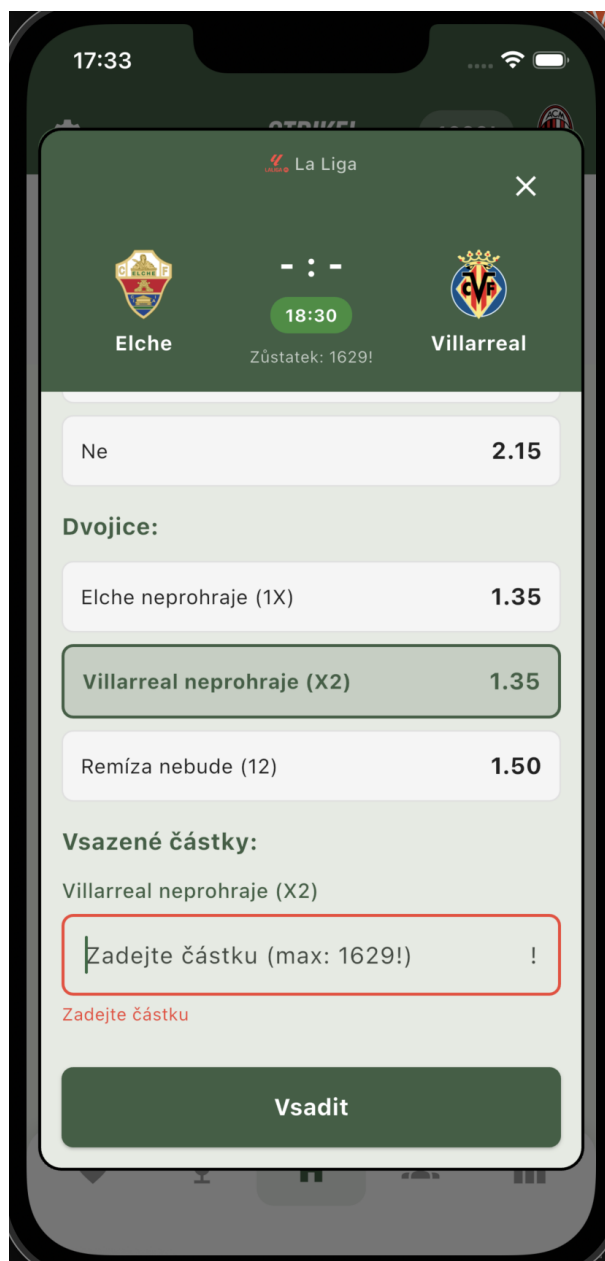 17:33
STRIKE!
La Liga
- : -
18:30
Elche
Villarreal
Zůstatek: 1629!
Ne 2.15
Dvojice:
Elche neprohraje (1X) 1.35
Villarreal neprohraje (X2) 1.35
Remíza nebude (12) 1.50
Vsazené částky:
Villarreal neprohraje (X2)
Zadejte částku (max: 1629!) !
Zadejte částku
Vsadit